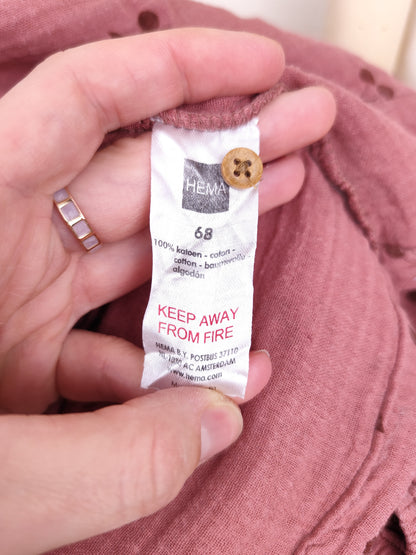 HEMA
68
100% katoen - coton -
cotton - baumwolle -
algodón
KEEP AWAY
FROM FIRE
HEMA B.V. POSTBUS 37110
AC AMSTERDAM
www.hema.com